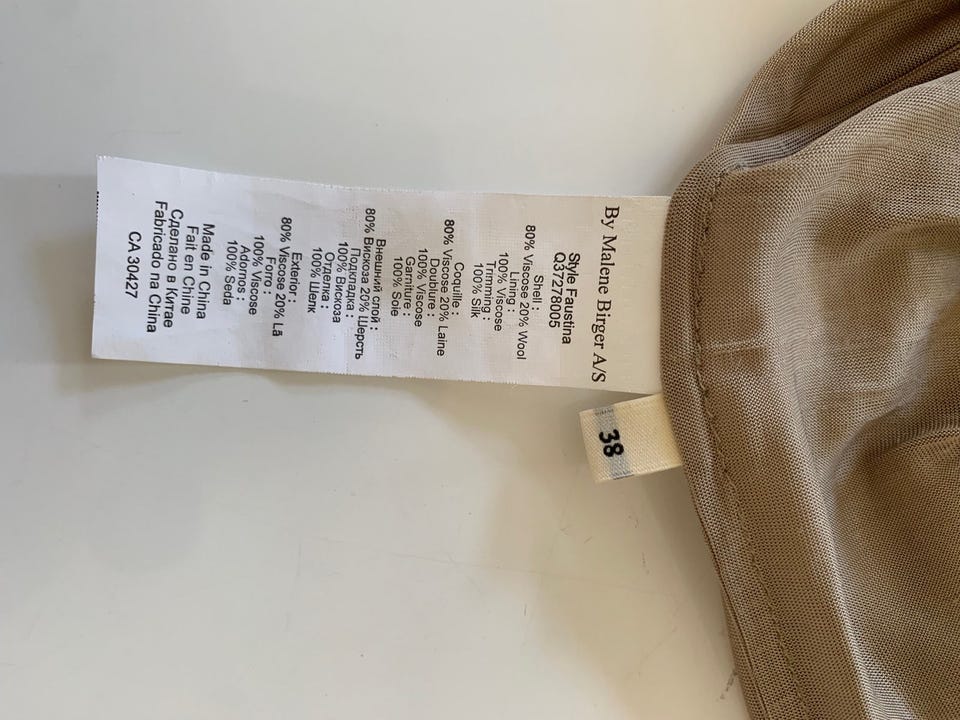 By Malene Birger A/S
Style Faustina
Q37278005
Shell :
80% Viscose 20% Wool
Lining :
100% Viscose
Trimming :
100% Silk
Coquille :
80% Viscose 20% Laine
Doublure :
100% Viscose
Garniture :
100% Soie
Внешний слой :
80% Вискоза 20% Шерсть
Подкладка :
100% Вискоза
Отделка :
100% Шелк
Exterior :
80% Viscose 20% Lã
Forro :
100% Viscose
Adornos :
100% Seda
Made in China
Fait en Chine
Сделано в Китае
Fabricado na China
CA 30427
38